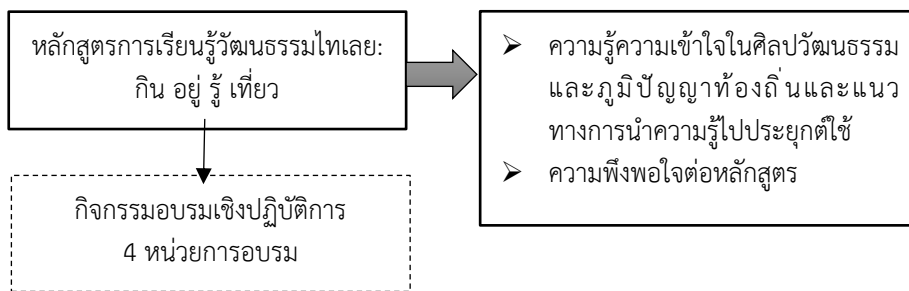 หลักสูตรการเรียนรู้วัฒนธรรมไทเลย:
กิน อยู่ รู้ เที่ยว
กิจกรรมอบรมเชิงปฏิบัติการ
4 หน่วยการอบรม
➢ ความรู้ความเข้าใจในศิลปวัฒนธรรม
และภูมิปัญญาท้องถิ่นและแนว
ทางการนำความรู้ไปประยุกต์ใช้
➢ ความพึงพอใจต่อหลักสูตร